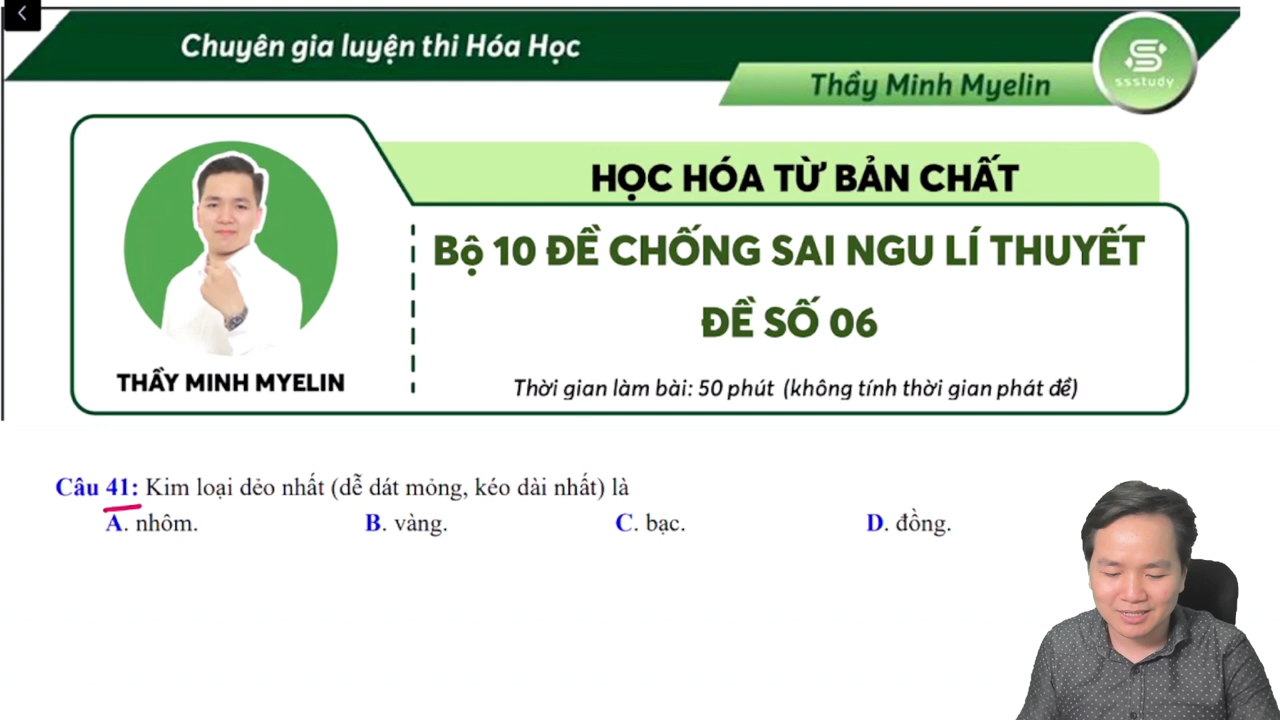 Chuyên gia luyện thi Hóa Học
Thầy Minh Myelin
ssstudy
HỌC HÓA TỪ BẢN CHẤT
Bộ 10 ĐỀ CHỐNG SAI NGU LÍ THUYẾT
ĐỀ SỐ 06
THẦY MINH MYELIN
Thời gian làm bài: 50 phút (không tính thời gian phát đề)
Câu 41: Kim loại dẻo nhất (dễ dát mỏng, kéo dài nhất) là
A. nhôm. B. vàng. C. bạc. D. đồng.